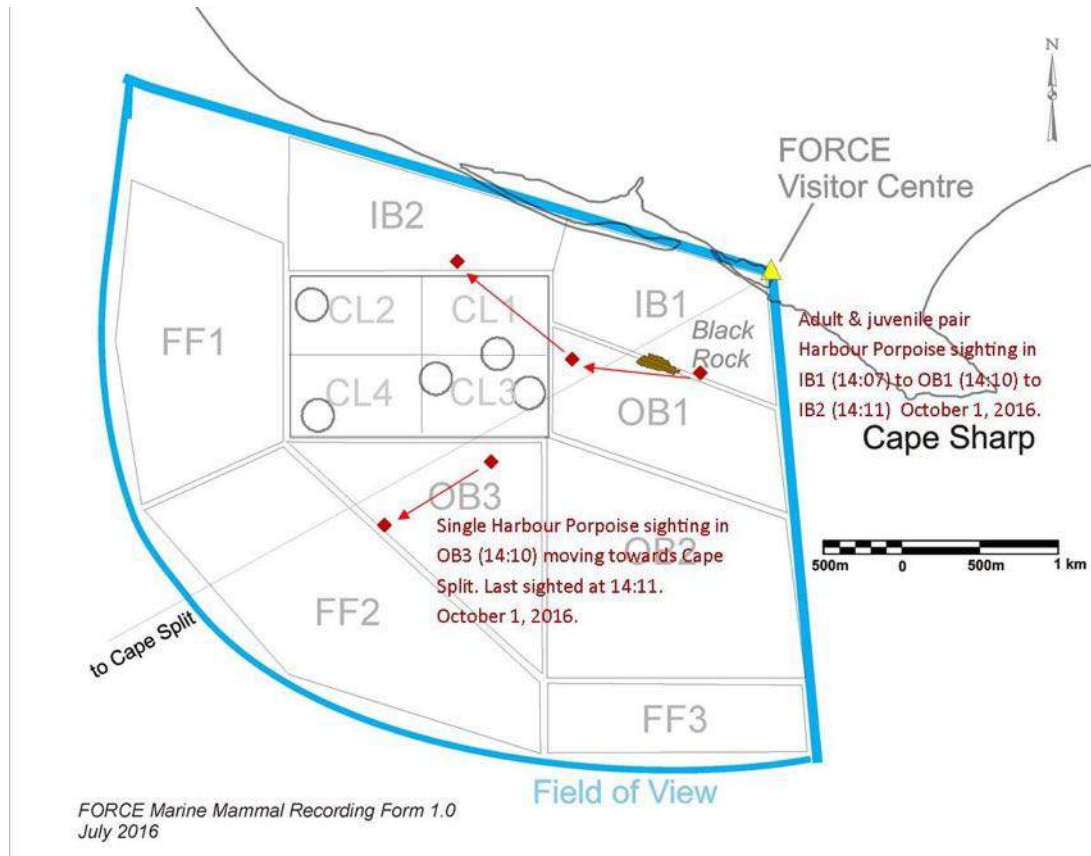 N
FORCE
Visitor Centre
IB2
CL2
CL1
IB1
FF1
Black
Rock
Adult & juvenile pair
Harbour Porpoise sighting in
IB1 (14:07) to OB1 (14:10) to
IB2 (14:11) October 1, 2016.
CL4
CL3
OB1
Cape Sharp
OB3
Single Harbour Porpoise sighting in
OB3 (14:10) moving towards Cape
Split. Last sighted at 14:11.
October 1, 2016.
OB2
500m 0 500m 1 km
FF2
to Cape Split
FF3
Field of View
FORCE Marine Mammal Recording Form 1.0
July 2016